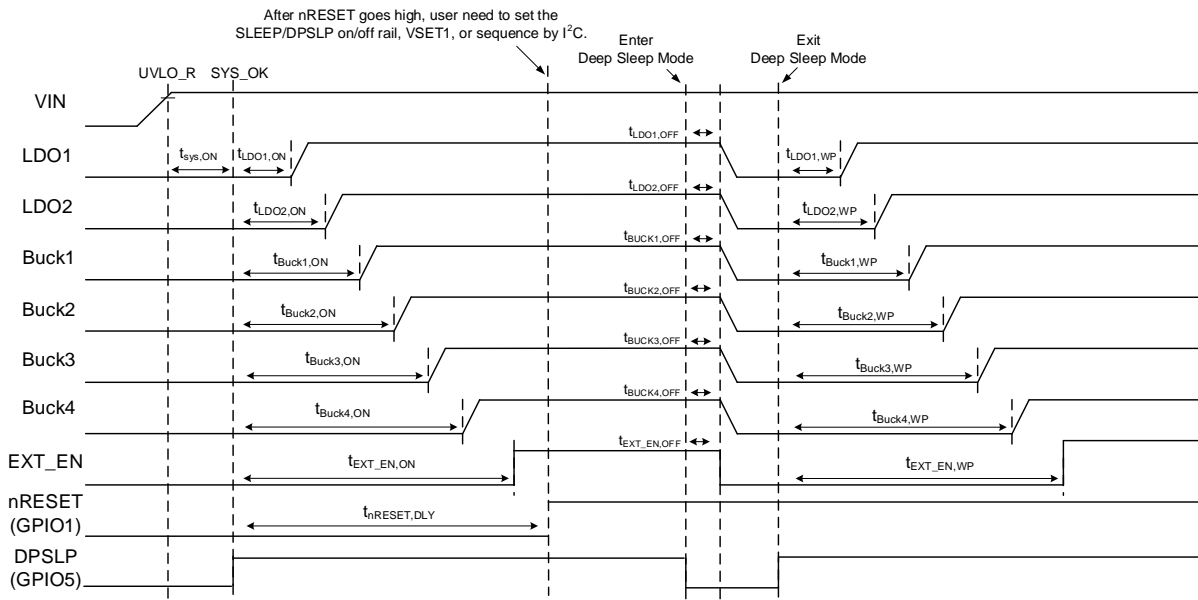 After nRESET goes high, user need to set the
SLEEP/DPSLP on/off rail, VSET1, or sequence by I²C.
Enter
Deep Sleep Mode
Exit
Deep Sleep Mode
UVLO_R SYS_OK
VIN
LDO1
tsys,ON
tLDO1,ON
tLDO1,OFF
tLDO1,WP
LDO2
tLDO2,ON
tLDO2,OFF
tLDO2,WP
Buck1
tBuck1,ON
tBUCK1,OFF
tBuck1,WP
Buck2
tBuck2,ON
tBUCK2,OFF
tBuck2,WP
Buck3
tBuck3,ON
tBUCK3,OFF
tBuck3,WP
Buck4
tBuck4,ON
tBUCK4,OFF
tBuck4,WP
EXT_EN
tEXT_EN,ON
tEXT_EN,OFF
tEXT_EN,WP
nRESET
(GPIO1)
tnRESET,DLY
DPSLP
(GPIO5)